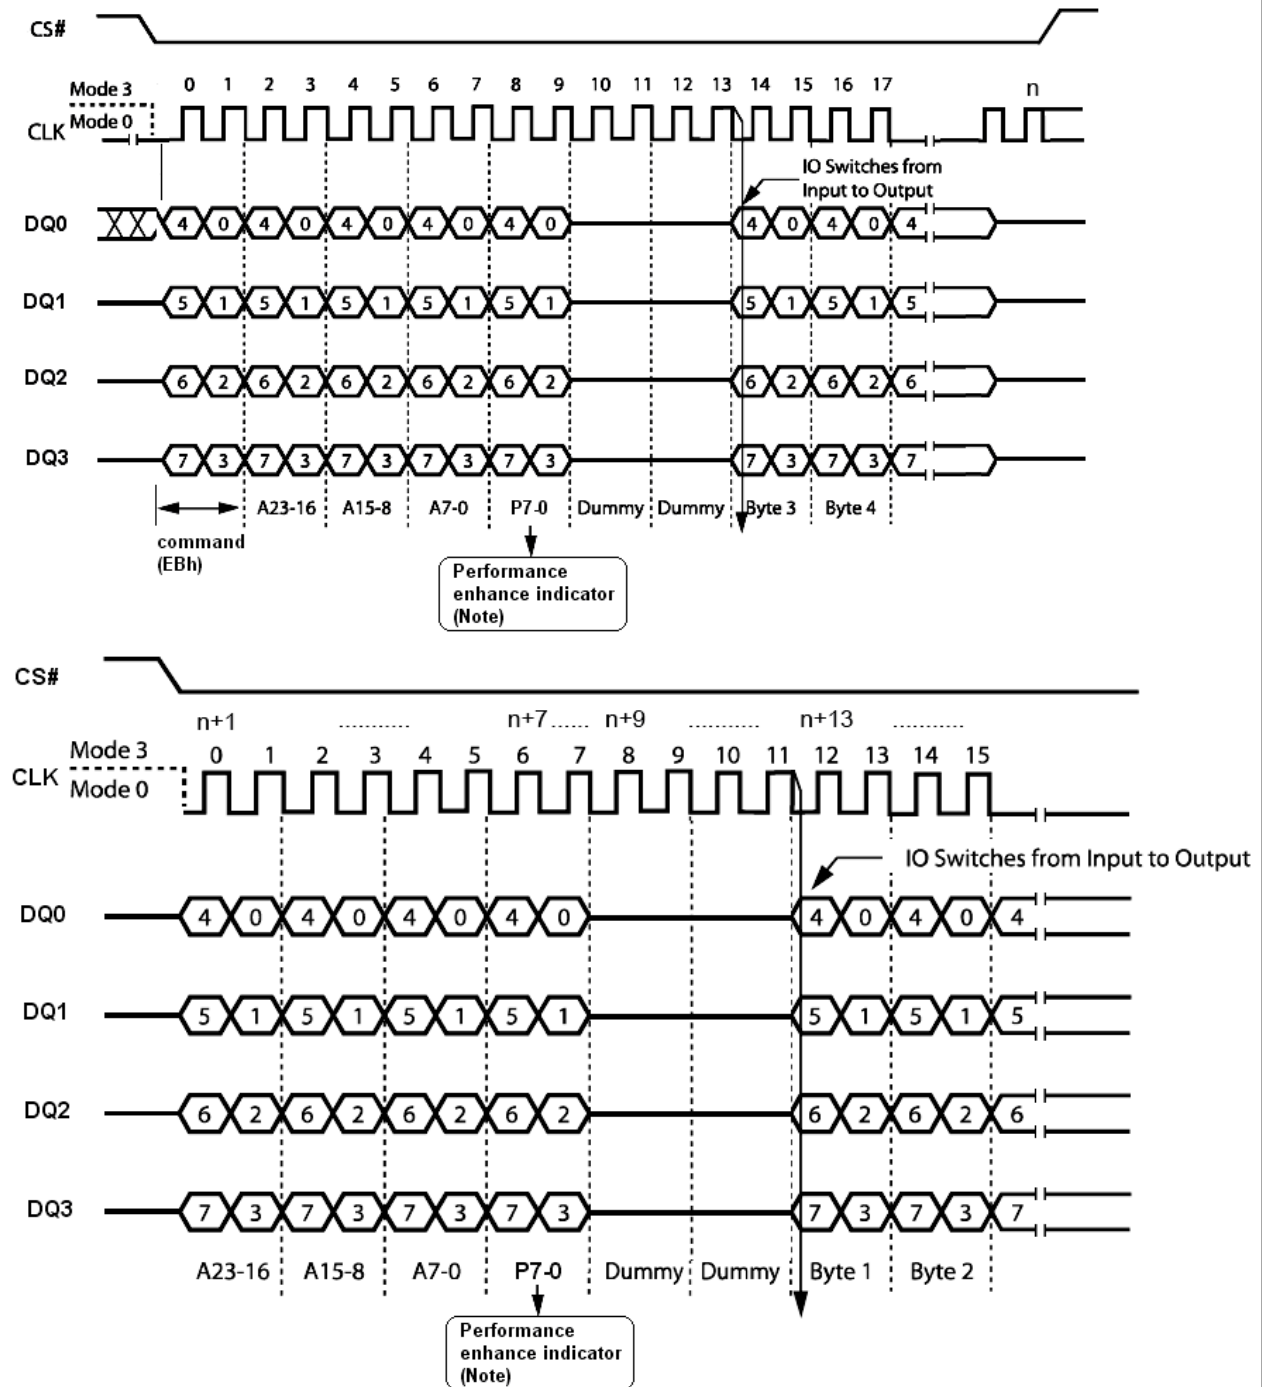 CS#
0 1 2 3 4 5 6 7 8 9 10 11 12 13 14 15 16 17 n
Mode 3
CLK Mode 0
IO Switches from
Input to Output
DQ0 4 0 4 0 4 0 4 0 4 0 4 0 4 0 4
DQ1 5 1 5 1 5 1 5 1 5 1 5 1 5 1 5
DQ2 6 2 6 2 6 2 6 2 6 2 6 2 6 2 6
DQ3 7 3 7 3 7 3 7 3 7 3 7 3 7 3 7
A23-16 A15-8 A7-0 P7-0 Dummy Dummy Byte 3 Byte 4
command
(EBh)
Performance
enhance indicator
(Note)
CS#
n+1 ........... n+7 ...... n+9 ........... n+13 ...........
Mode 3 0 1 2 3 4 5 6 7 8 9 10 11 12 13 14 15
CLK
Mode 0
IO Switches from Input to Output
DQ0 4 0 4 0 4 0 4 0 4 0 4 0 4
DQ1 5 1 5 1 5 1 5 1 5 1 5 1 5
DQ2 6 2 6 2 6 2 6 2 6 2 6 2 6
DQ3 7 3 7 3 7 3 7 3 7 3 7 3 7
A23-16 A15-8 A7-0 P7-0 Dummy Dummy Byte 1 Byte 2
Performance
enhance indicator
(Note)